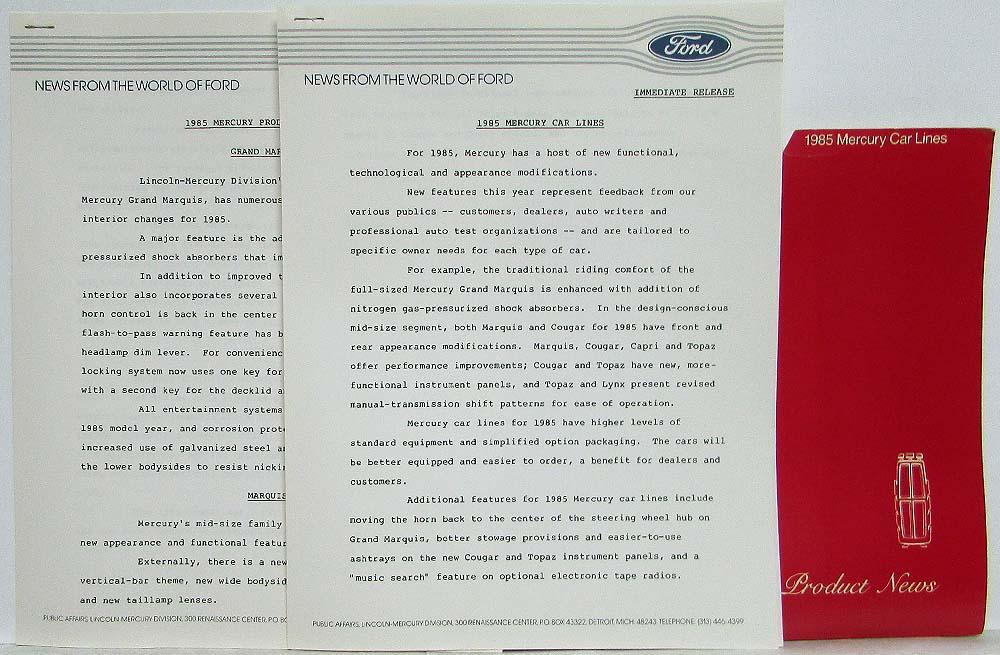 NEWS FROM THE WORLD OF FORD
1985 MERCURY
GRAND
Lincoln-Mercury Division'
Mercury Grand Marquis, has numerous
interior changes for 1985.
A major feature is the
pressurized shock absorbers that
In addition to improved
interior also incorporates several
horn control is back in the center
flash-to-pass warning feature has
headlamp dim lever. For
locking system now uses one key for
with a second key for the decklid
All entertainment systems
1985 model year, and corrosion
increased use of galvanized steel
the lower bodysides to resist
MARQUIS
Mercury's mid-size family
new appearance and functional
Externally, there is a new
vertical-bar theme, new wide
and new taillamp lenses.
PUBLIC AFFAIRS, LINCOLN-MERCURY DIVISION, 300 RENAISSANCE CENTER, P.O.
Ford
NEWS FROM THE WORLD OF FORD
IMMEDIATE RELEASE
1985 MERCURY CAR LINES
For 1985, Mercury has a host of new functional,
technological and appearance modifications.
New features this year represent feedback from our
various publics -- customers, dealers, auto writers and
professional auto test organizations -- and are tailored to
specific owner needs for each type of car.
For example, the traditional riding comfort of the
full-sized Mercury Grand Marquis is enhanced with addition of
nitrogen gas-pressurized shock absorbers. In the design-conscious
mid-size segment, both Marquis and Cougar for 1985 have front and
rear appearance modifications. Marquis, Cougar, Capri and Topaz
offer performance improvements; Cougar and Topaz have new, more-
functional instrument panels, and Topaz and Lynx present revised
manual-transmission shift patterns for ease of operation.
Mercury car lines for 1985 have higher levels of
standard equipment and simplified option packaging. The cars will
be better equipped and easier to order, a benefit for dealers and
customers.
Additional features for 1985 Mercury car lines include
moving the horn back to the center of the steering wheel hub on
Grand Marquis, better stowage provisions and easier-to-use
ashtrays on the new Cougar and Topaz instrument panels, and a
"music search" feature on optional electronic tape radios.
PUBLIC AFFAIRS, LINCOLN-MERCURY DIVISION, 300 RENAISSANCE CENTER, P.O. BOX 43322, DETROIT, MICH. 48243. TELEPHONE: (313) 446-4399
1985 Mercury Car Lines
Product News